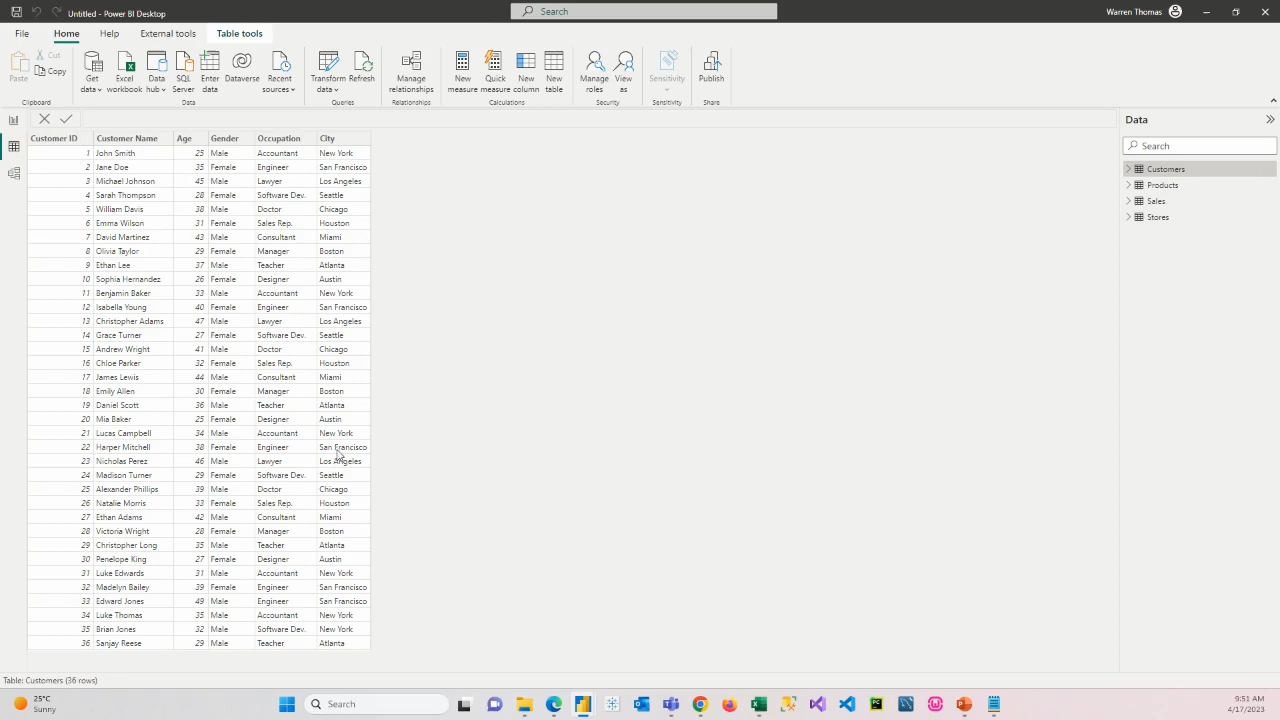 Untitled - Power BI Desktop
Search
Warren Thomas
File Home Help External tools Table tools
Paste
Cut
Copy
Get data
Excel workbook
Data hub
SQL Server
Enter data
Dataverse
Recent sources
Transform data
Refresh
Manage relationships
New measure
Quick measure
New column
New table
Manage roles
View as
Sensitivity
Publish
Clipboard Data Queries Relationships Calculations Security Sensitivity Share
Customer ID Customer Name Age Gender Occupation City
1 John Smith 25 Male Accountant New York
2 Jane Doe 35 Female Engineer San Francisco
3 Michael Johnson 45 Male Lawyer Los Angeles
4 Sarah Thompson 28 Female Software Dev. Seattle
5 William Davis 38 Male Doctor Chicago
6 Emma Wilson 31 Female Sales Rep. Houston
7 David Martinez 43 Male Consultant Miami
8 Olivia Taylor 29 Female Manager Boston
9 Ethan Lee 37 Male Teacher Atlanta
10 Sophia Hernandez 26 Female Designer Austin
11 Benjamin Baker 33 Male Accountant New York
12 Isabella Young 40 Female Engineer San Francisco
13 Christopher Adams 47 Male Lawyer Los Angeles
14 Grace Turner 27 Female Software Dev. Seattle
15 Andrew Wright 41 Male Doctor Chicago
16 Chloe Parker 32 Female Sales Rep. Houston
17 James Lewis 44 Male Consultant Miami
18 Emily Allen 30 Female Manager Boston
19 Daniel Scott 36 Male Teacher Atlanta
20 Mia Baker 25 Female Designer Austin
21 Lucas Campbell 34 Male Accountant New York
22 Harper Mitchell 38 Female Engineer San Francisco
23 Nicholas Perez 46 Male Lawyer Los Angeles
24 Madison Turner 29 Female Software Dev. Seattle
25 Alexander Phillips 39 Male Doctor Chicago
26 Natalie Morris 33 Female Sales Rep. Houston
27 Ethan Adams 42 Male Consultant Miami
28 Victoria Wright 28 Female Manager Boston
29 Christopher Long 35 Male Teacher Atlanta
30 Penelope King 27 Female Designer Austin
31 Luke Edwards 31 Male Accountant New York
32 Madelyn Bailey 39 Female Engineer San Francisco
33 Edward Jones 49 Male Engineer San Francisco
34 Luke Thomas 35 Male Accountant New York
35 Brian Jones 32 Male Software Dev. New York
36 Sanjay Reese 29 Male Teacher Atlanta
Data
Search
Customers
Products
Sales
Stores
Table: Customers (36 rows)
25°C
Sunny
Search
9:51 AM
4/17/2023